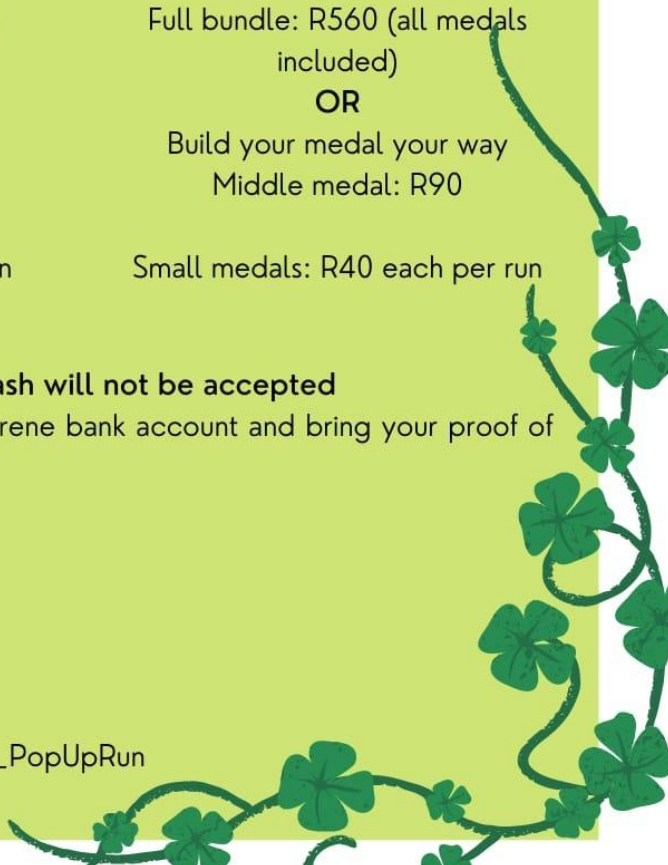 Full bundle: R560 (all medals
included)
OR
Build your medal your way
Middle medal: R90
n Small medals: R40 each per run
ash will not be accepted
rene bank account and bring your proof of
_PopUpRun